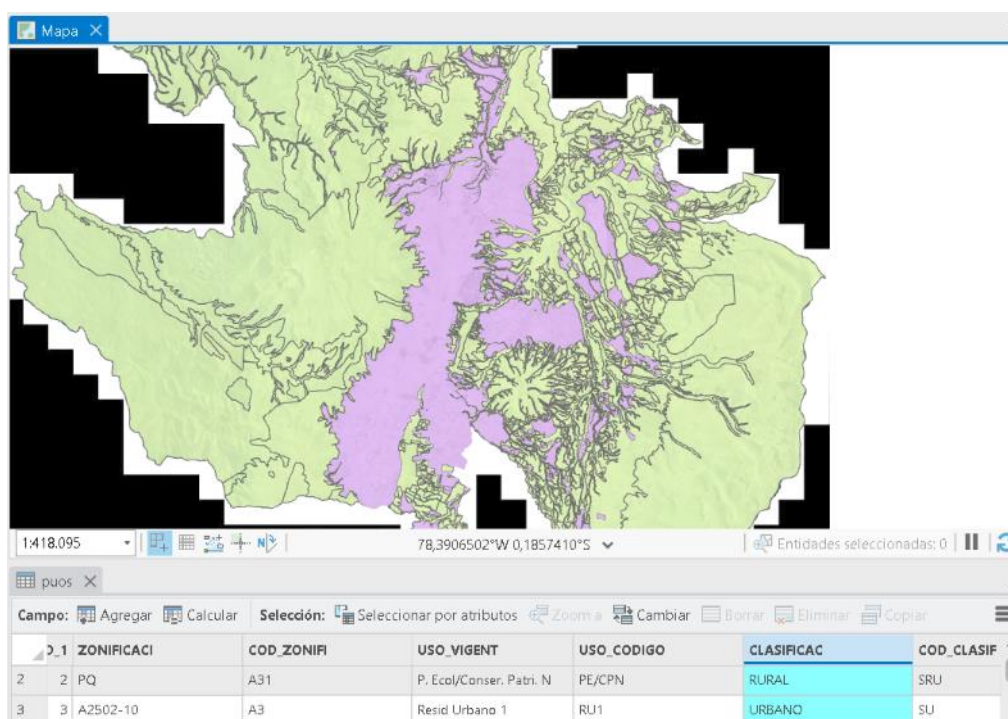 Mapa
1:418.095
78,3906502°W 0,1857410°S
Entidades seleccionadas: 0
puos
Campo: Agregar Calcular Selección: Seleccionar por atributos Zoom a Cambiar Borrar Eliminar Copiar
ZONIFICACI COD_ZONIFI USO_VIGENT USO_CODIGO CLASIFICAC COD_CLASIF
2 2 PQ A31 P. Ecol/Conser. Patri. N PE/CPN RURAL SRU
3 3 A2502-10 A3 Resid Urbano 1 RU1 URBANO SU